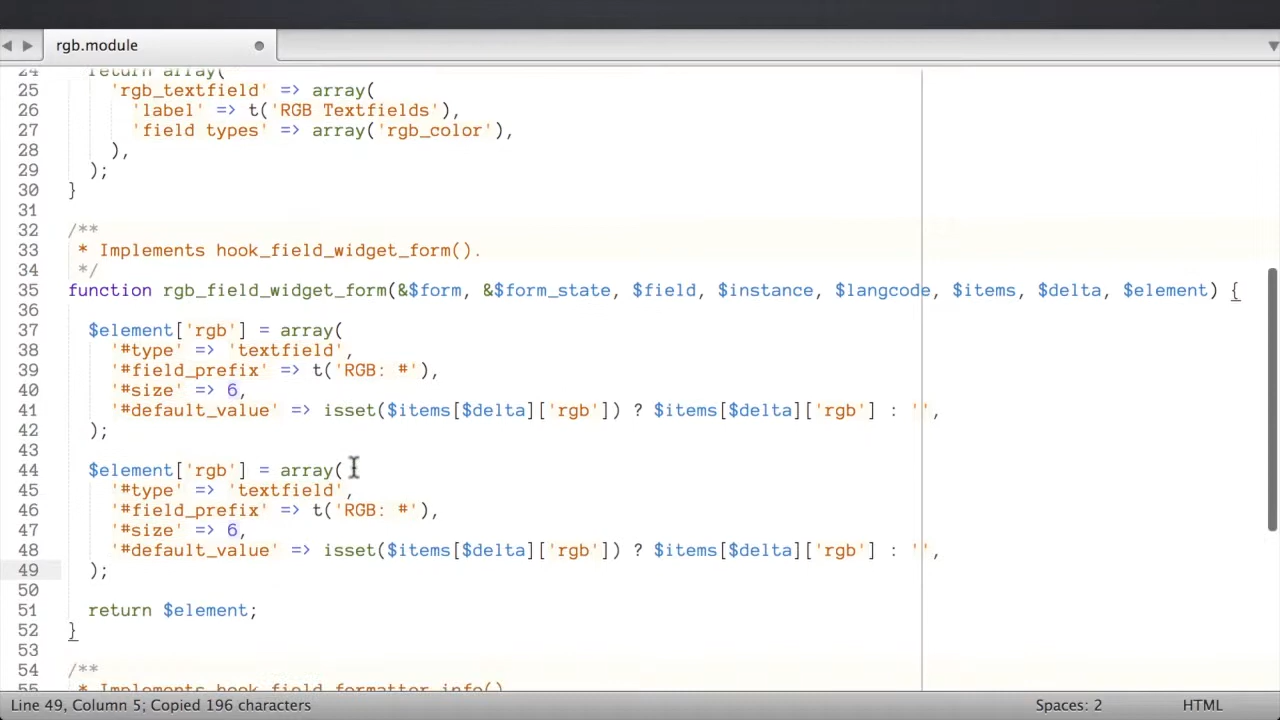 rgb.module
24 return array(
25 'rgb_textfield' => array(
26 'label' => t('RGB Textfields'),
27 'field types' => array('rgb_color'),
28 ),
29 );
30 }
31
32 /**
33 * Implements hook_field_widget_form().
34 */
35 function rgb_field_widget_form(&$form, &$form_state, $field, $instance, $langcode, $items, $delta, $element) {
36
37 $element['rgb'] = array(
38 '#type' => 'textfield',
39 '#field_prefix' => t('RGB: #'),
40 '#size' => 6,
41 '#default_value' => isset($items[$delta]['rgb']) ? $items[$delta]['rgb'] : '',
42 );
43
44 $element['rgb'] = array(
45 '#type' => 'textfield',
46 '#field_prefix' => t('RGB: #'),
47 '#size' => 6,
48 '#default_value' => isset($items[$delta]['rgb']) ? $items[$delta]['rgb'] : '',
49 );
50
51 return $element;
52 }
53
54 /**
55 * Implements hook_field_formatter_info()
Line 49, Column 5; Copied 196 characters Spaces: 2 HTML